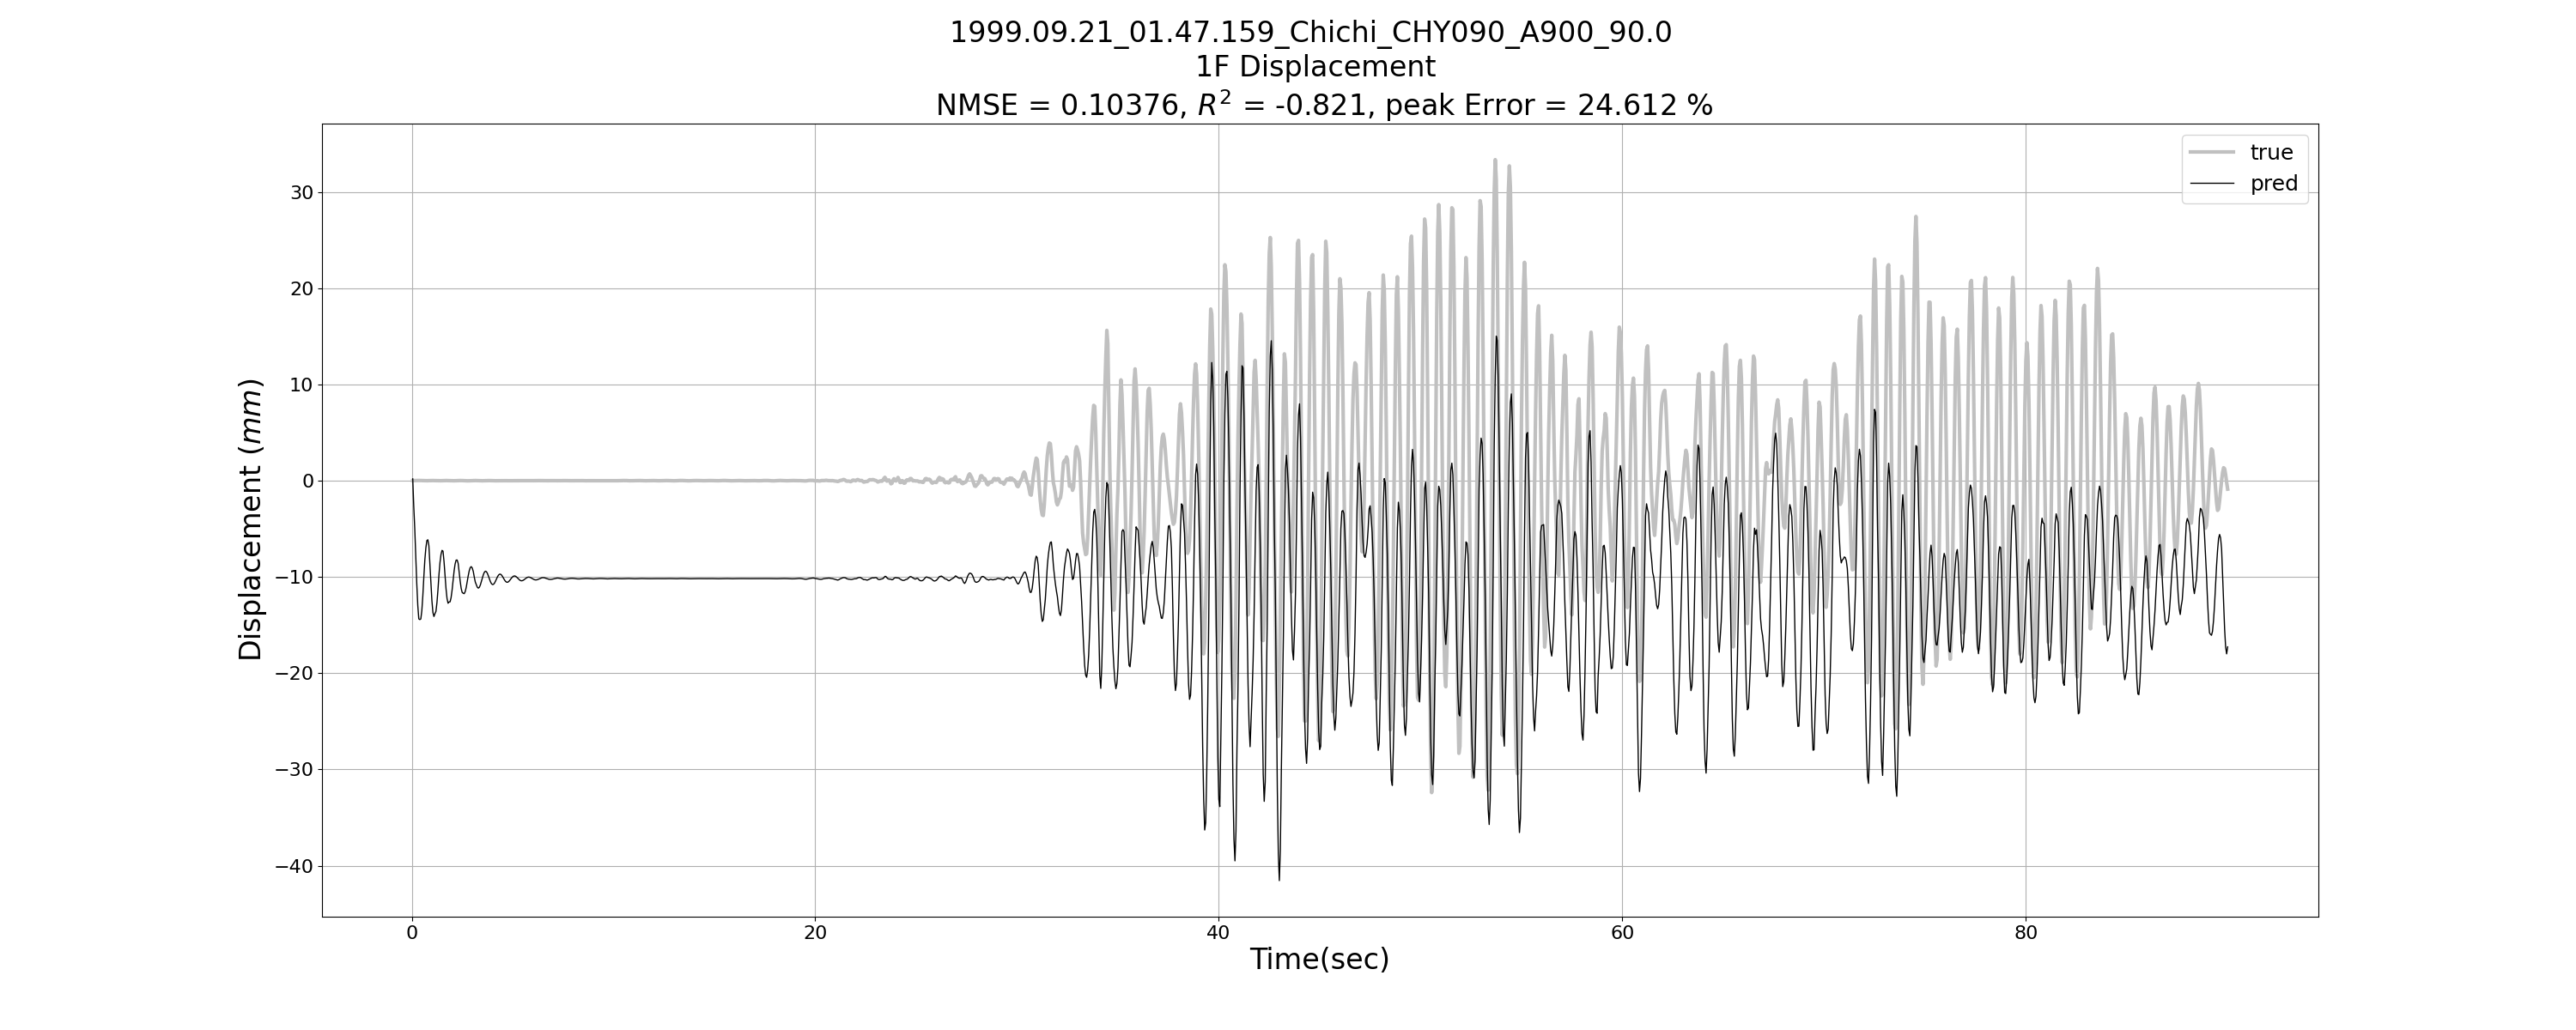 1999.09.21_01.47.159_Chichi_CHY090_A900_90.0
1F Displacement
NMSE = 0.10376, R² = -0.821, peak Error = 24.612 %
true
pred
30
20
10
0
−10
−20
−30
−40
Displacement (mm)
0 20 40 60 80
Time(sec)